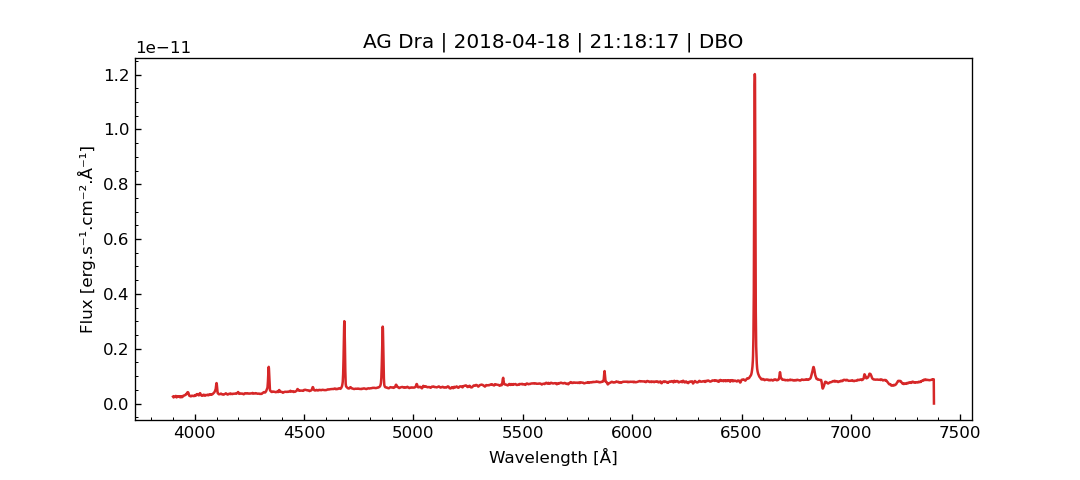 AG Dra | 2018-04-18 | 21:18:17 | DBO
1e−11
1.2
1.0
0.8
0.6
0.4
0.2
0.0
Flux [erg.s⁻¹.cm⁻².Å⁻¹]
4000 4500 5000 5500 6000 6500 7000 7500
Wavelength [Å]